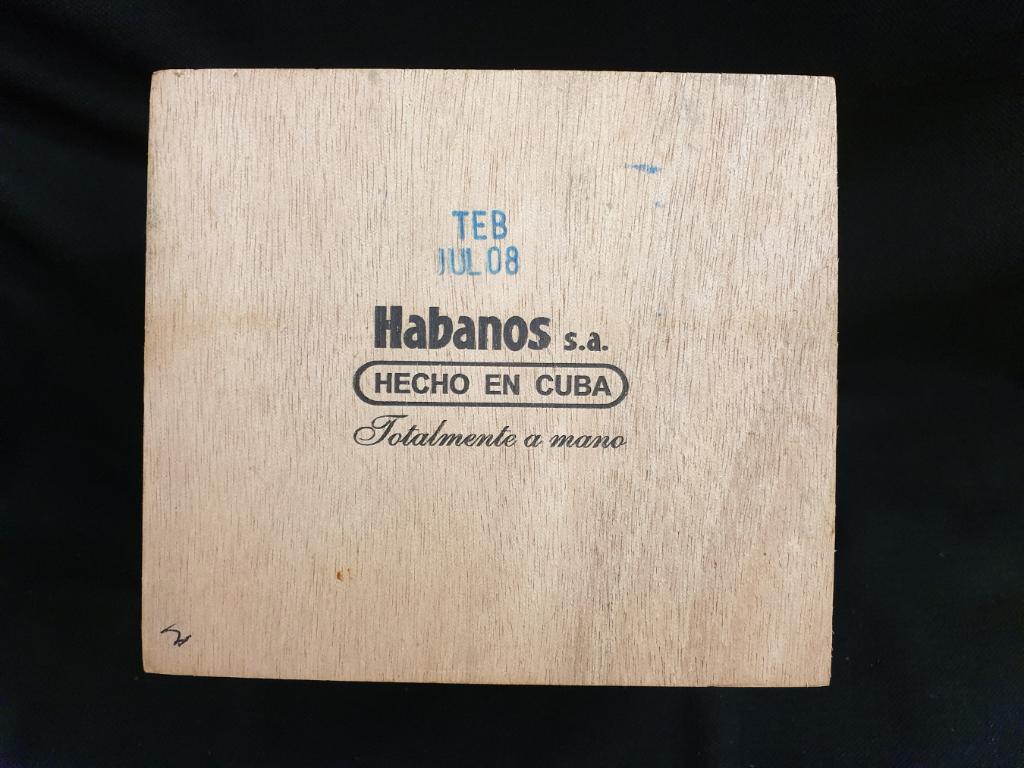 TEB
JUL 08
Habanos s.a.
HECHO EN CUBA
Totalmente a mano